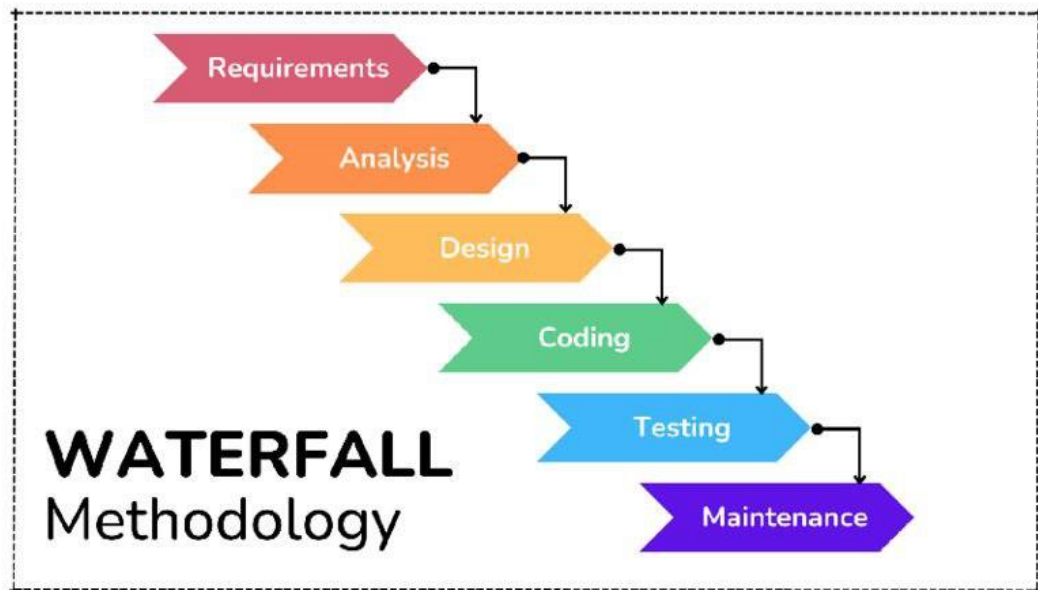 Requirements
Analysis
Design
Coding
Testing
Maintenance
WATERFALL
Methodology